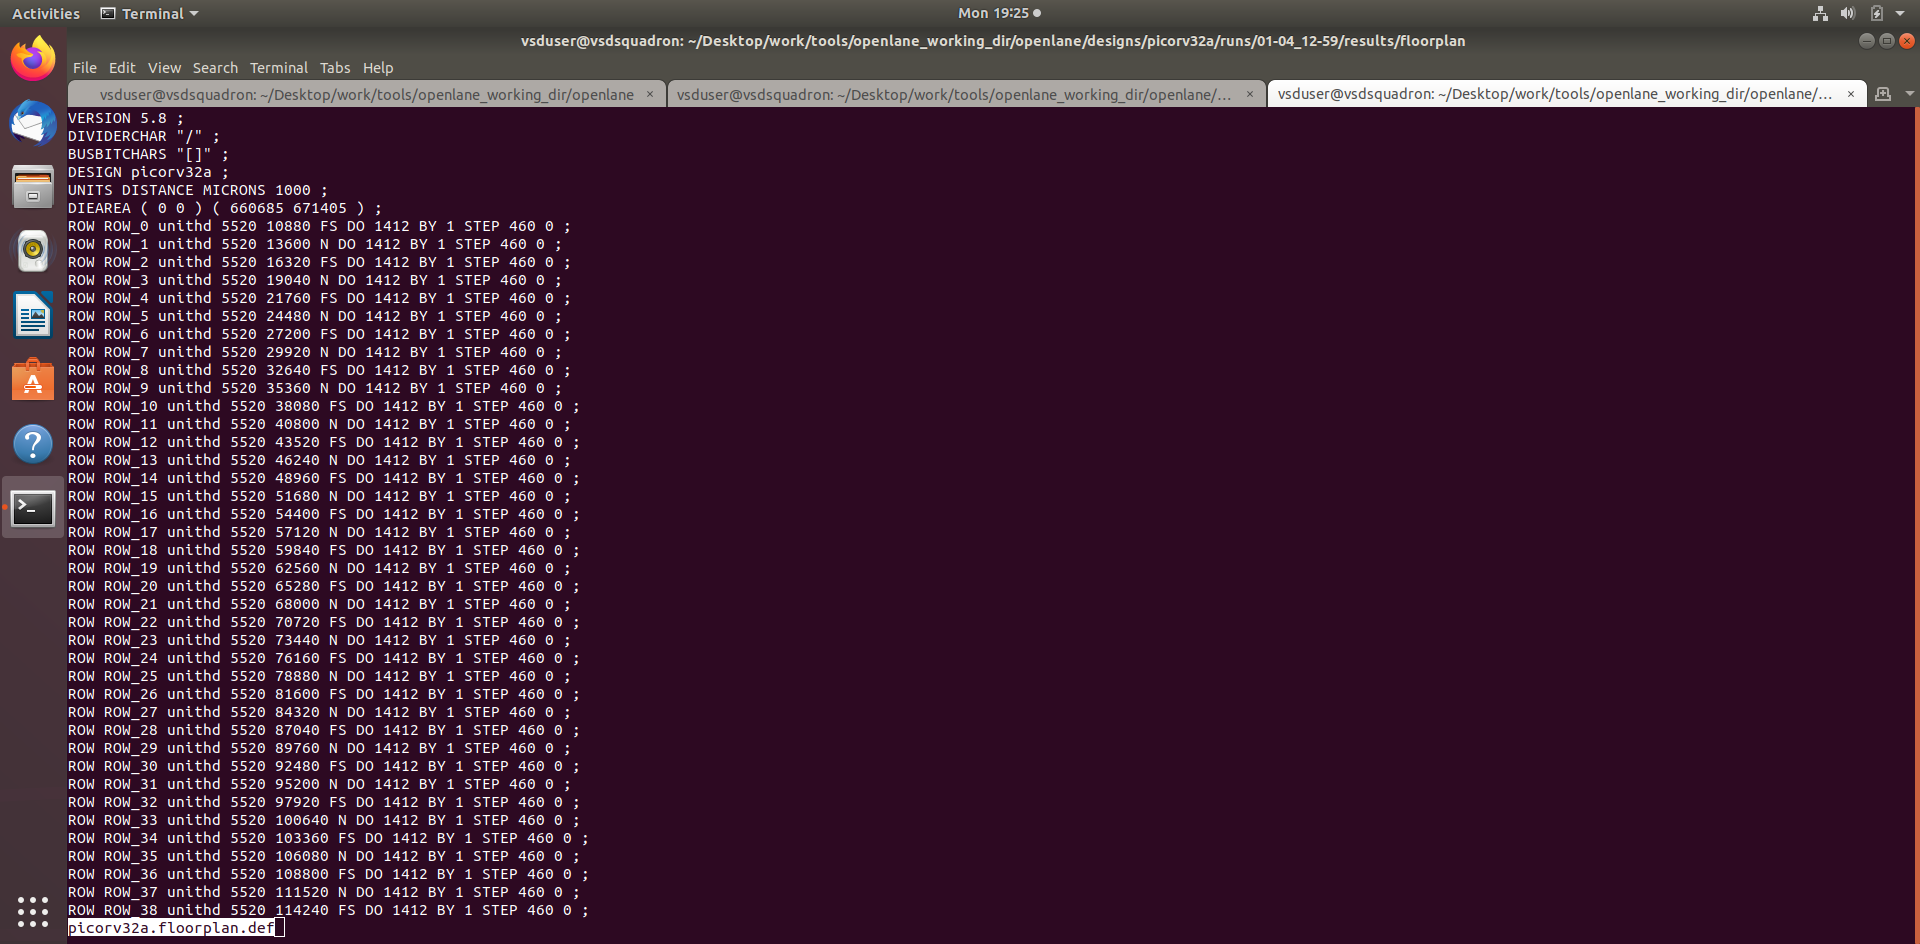 Activities Terminal Mon 19:25
vsduser@vsdsquadron: ~/Desktop/work/tools/openlane_working_dir/openlane/designs/picorv32a/runs/01-04_12-59/results/floorplan
File Edit View Search Terminal Tabs Help
vsduser@vsdsquadron: ~/Desktop/work/tools/openlane_working_dir/openlane × vsduser@vsdsquadron: ~/Desktop/work/tools/openlane_working_dir/openlane/... × vsduser@vsdsquadron: ~/Desktop/work/tools/openlane_working_dir/openlane/... ×
VERSION 5.8 ;
DIVIDERCHAR "/" ;
BUSBITCHARS "[]" ;
DESIGN picorv32a ;
UNITS DISTANCE MICRONS 1000 ;
DIEAREA ( 0 0 ) ( 660685 671405 ) ;
ROW ROW_0 unithd 5520 10880 FS DO 1412 BY 1 STEP 460 0 ;
ROW ROW_1 unithd 5520 13600 N DO 1412 BY 1 STEP 460 0 ;
ROW ROW_2 unithd 5520 16320 FS DO 1412 BY 1 STEP 460 0 ;
ROW ROW_3 unithd 5520 19040 N DO 1412 BY 1 STEP 460 0 ;
ROW ROW_4 unithd 5520 21760 FS DO 1412 BY 1 STEP 460 0 ;
ROW ROW_5 unithd 5520 24480 N DO 1412 BY 1 STEP 460 0 ;
ROW ROW_6 unithd 5520 27200 FS DO 1412 BY 1 STEP 460 0 ;
ROW ROW_7 unithd 5520 29920 N DO 1412 BY 1 STEP 460 0 ;
ROW ROW_8 unithd 5520 32640 FS DO 1412 BY 1 STEP 460 0 ;
ROW ROW_9 unithd 5520 35360 N DO 1412 BY 1 STEP 460 0 ;
ROW ROW_10 unithd 5520 38080 FS DO 1412 BY 1 STEP 460 0 ;
ROW ROW_11 unithd 5520 40800 N DO 1412 BY 1 STEP 460 0 ;
ROW ROW_12 unithd 5520 43520 FS DO 1412 BY 1 STEP 460 0 ;
ROW ROW_13 unithd 5520 46240 N DO 1412 BY 1 STEP 460 0 ;
ROW ROW_14 unithd 5520 48960 FS DO 1412 BY 1 STEP 460 0 ;
ROW ROW_15 unithd 5520 51680 N DO 1412 BY 1 STEP 460 0 ;
ROW ROW_16 unithd 5520 54400 FS DO 1412 BY 1 STEP 460 0 ;
ROW ROW_17 unithd 5520 57120 N DO 1412 BY 1 STEP 460 0 ;
ROW ROW_18 unithd 5520 59840 FS DO 1412 BY 1 STEP 460 0 ;
ROW ROW_19 unithd 5520 62560 N DO 1412 BY 1 STEP 460 0 ;
ROW ROW_20 unithd 5520 65280 FS DO 1412 BY 1 STEP 460 0 ;
ROW ROW_21 unithd 5520 68000 N DO 1412 BY 1 STEP 460 0 ;
ROW ROW_22 unithd 5520 70720 FS DO 1412 BY 1 STEP 460 0 ;
ROW ROW_23 unithd 5520 73440 N DO 1412 BY 1 STEP 460 0 ;
ROW ROW_24 unithd 5520 76160 FS DO 1412 BY 1 STEP 460 0 ;
ROW ROW_25 unithd 5520 78880 N DO 1412 BY 1 STEP 460 0 ;
ROW ROW_26 unithd 5520 81600 FS DO 1412 BY 1 STEP 460 0 ;
ROW ROW_27 unithd 5520 84320 N DO 1412 BY 1 STEP 460 0 ;
ROW ROW_28 unithd 5520 87040 FS DO 1412 BY 1 STEP 460 0 ;
ROW ROW_29 unithd 5520 89760 N DO 1412 BY 1 STEP 460 0 ;
ROW ROW_30 unithd 5520 92480 FS DO 1412 BY 1 STEP 460 0 ;
ROW ROW_31 unithd 5520 95200 N DO 1412 BY 1 STEP 460 0 ;
ROW ROW_32 unithd 5520 97920 FS DO 1412 BY 1 STEP 460 0 ;
ROW ROW_33 unithd 5520 100640 N DO 1412 BY 1 STEP 460 0 ;
ROW ROW_34 unithd 5520 103360 FS DO 1412 BY 1 STEP 460 0 ;
ROW ROW_35 unithd 5520 106080 N DO 1412 BY 1 STEP 460 0 ;
ROW ROW_36 unithd 5520 108800 FS DO 1412 BY 1 STEP 460 0 ;
ROW ROW_37 unithd 5520 111520 N DO 1412 BY 1 STEP 460 0 ;
ROW ROW_38 unithd 5520 114240 FS DO 1412 BY 1 STEP 460 0 ;
picorv32a.floorplan.def